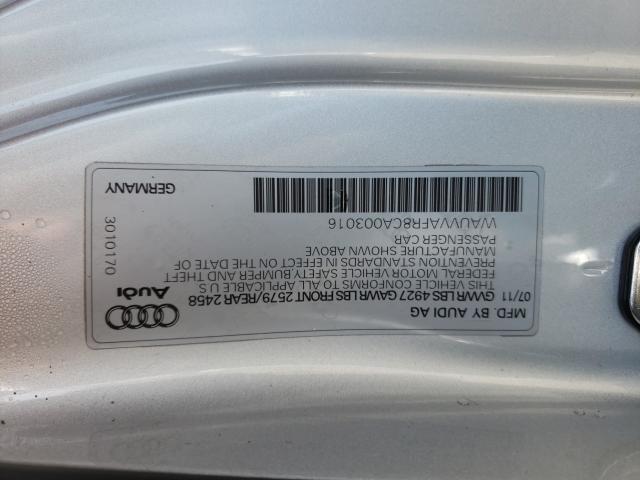 MFD. BY AUDI AG
07/11 GVWR LBS 4927 GAWR LBS FRONT 2579/REAR 2458
THIS VEHICLE CONFORMS TO ALL APPLICABLE U S
FEDERAL MOTOR VEHICLE SAFETY BUMPER AND THEFT
PREVENTION STANDARDS IN EFFECT ON THE DATE OF
MANUFACTURE SHOWN ABOVE
PASSENGER CAR
WAUVVAFR8CA003016
Audi
3010170
GERMANY